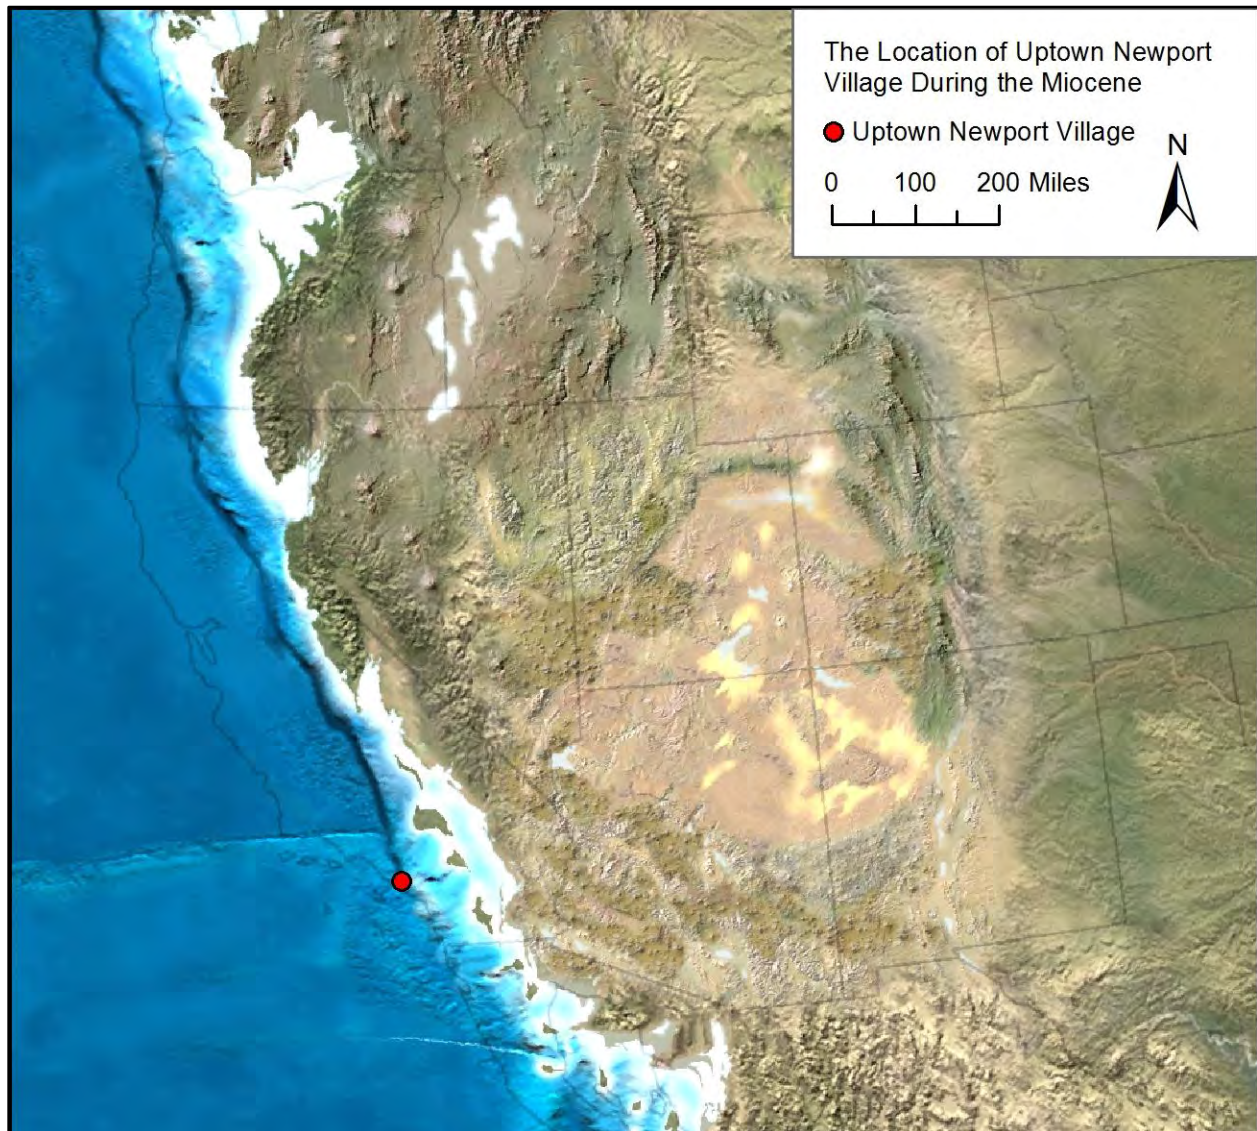 The Location of Uptown Newport
Village During the Miocene
Uptown Newport Village
N
0 100 200 Miles